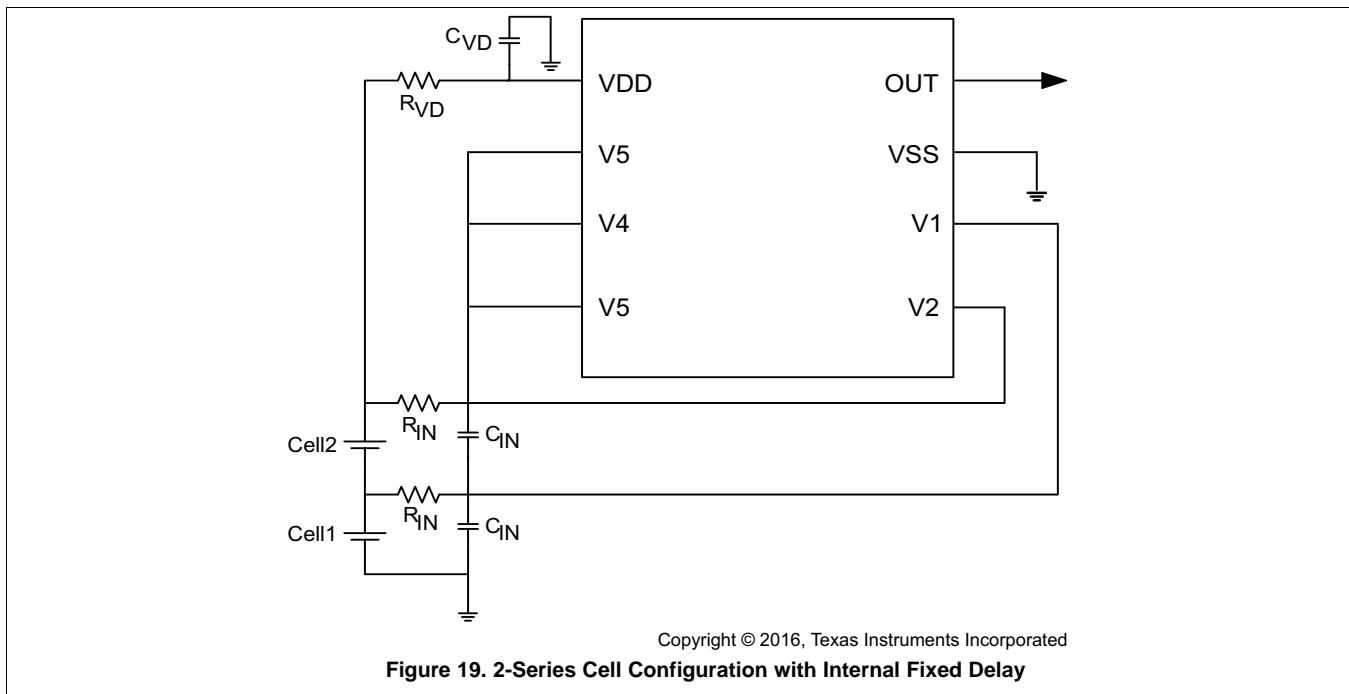 CVD
VDD
OUT
RVD
V5
VSS
V4
V1
V5
V2
RIN
Cell2
CIN
RIN
Cell1
CIN
Copyright © 2016, Texas Instruments Incorporated
Figure 19. 2-Series Cell Configuration with Internal Fixed Delay